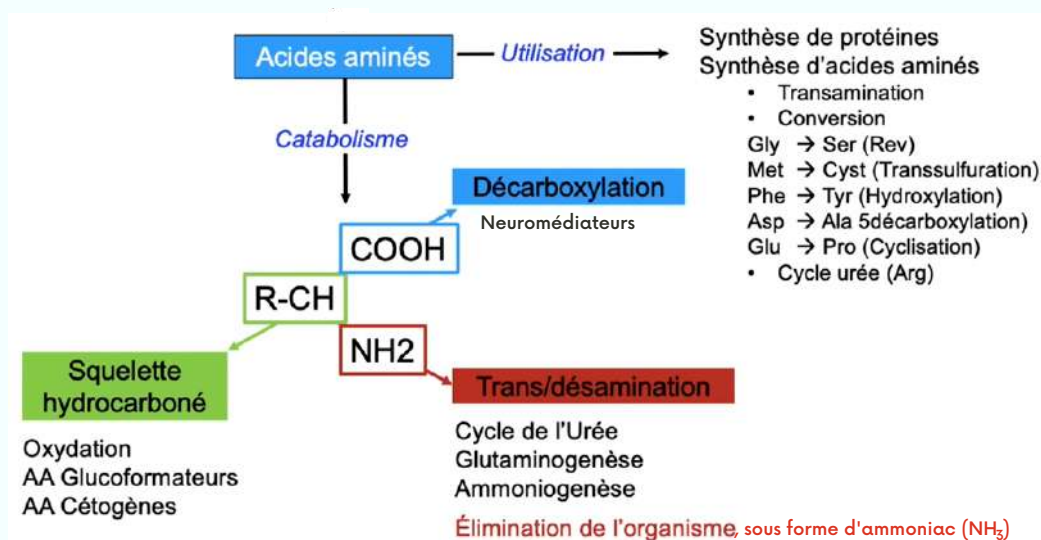 Acides aminés
Utilisation
Synthèse de protéines
Synthèse d'acides aminés
• Transamination
• Conversion
Gly → Ser (Rev)
Met → Cyst (Transsulfuration)
Phe → Tyr (Hydroxylation)
Asp → Ala 5décarboxylation)
Glu → Pro (Cyclisation)
• Cycle urée (Arg)
Catabolisme
Décarboxylation
Neuromédiateurs
COOH
R-CH
NH2
Squelette
hydrocarboné
Oxydation
AA Glucoformateurs
AA Cétogènes
Trans/désamination
Cycle de l'Urée
Glutaminogenèse
Ammoniogenèse
Élimination de l'organisme, sous forme d'ammoniac (NH₃)